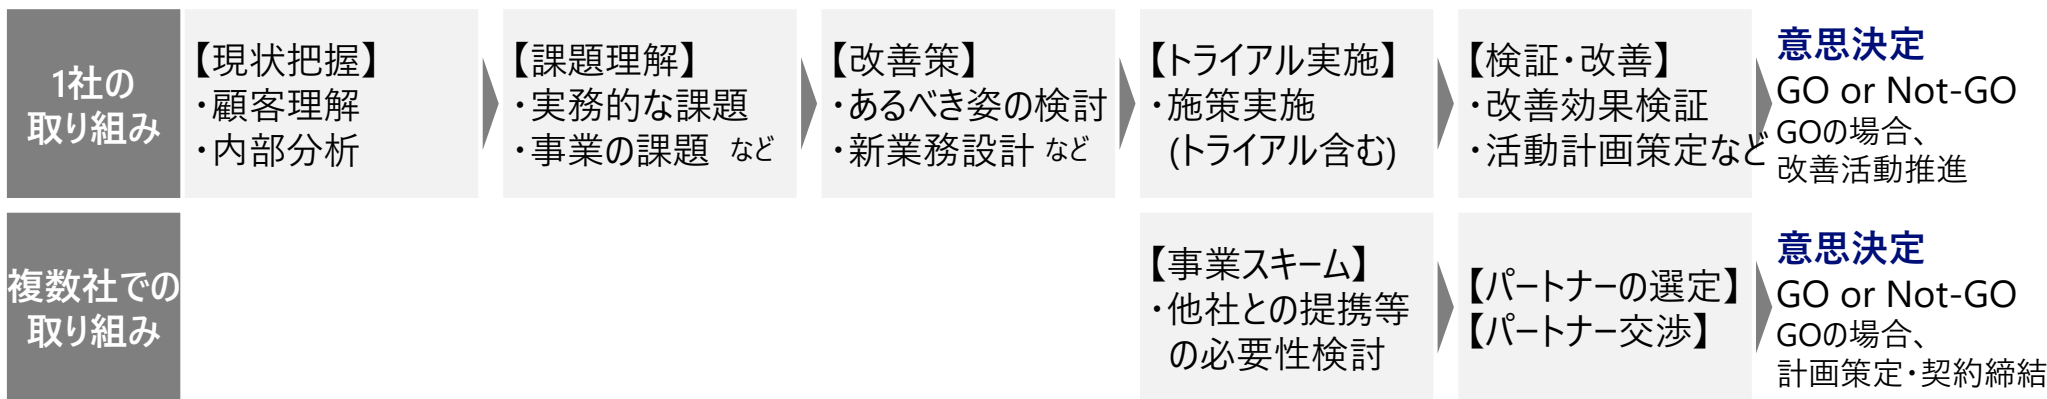 1社の
取り組み
【現状把握】
・顧客理解
・内部分析
【課題理解】
・実務的な課題
・事業の課題 など
【改善策】
・あるべき姿の検討
・新業務設計 など
【トライアル実施】
・施策実施
(トライアル含む)
【検証・改善】
・改善効果検証
・活動計画策定など
意思決定
GO or Not-GO
GOの場合、
改善活動推進
複数社での
取り組み
【事業スキーム】
・他社との提携等
の必要性検討
【パートナーの選定】
【パートナー交渉】
意思決定
GO or Not-GO
GOの場合、
計画策定・契約締結